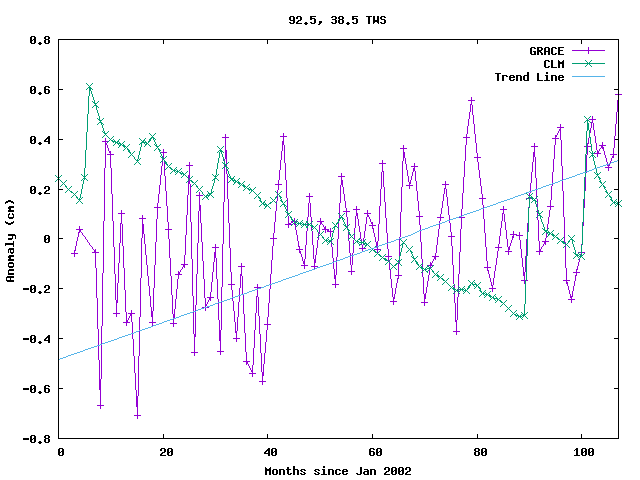 92.5, 38.5 TWS
GRACE
CLM
Trend Line
0.8
0.6
0.4
0.2
0
-0.2
-0.4
-0.6
-0.8
Anomaly (cm)
0 20 40 60 80 100
Months since Jan 2002